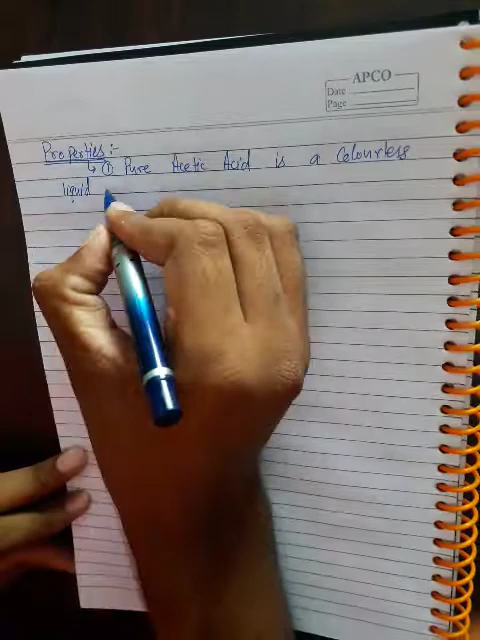 APCO
Date
Page
Properties :-
↳ ① Pure Acetic Acid is a Colourless
liquid